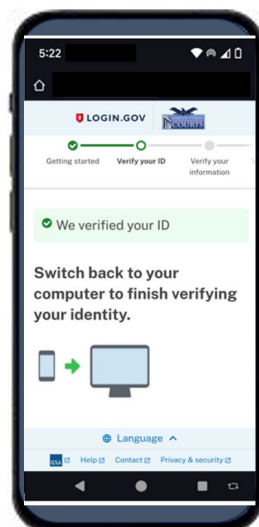 5:22
LOGIN.GOV
COURTS
Getting started
Verify your ID
Verify your
information
We verified your ID
Switch back to your
computer to finish verifying
your identity.
Language
GSA Help Contact Privacy & security